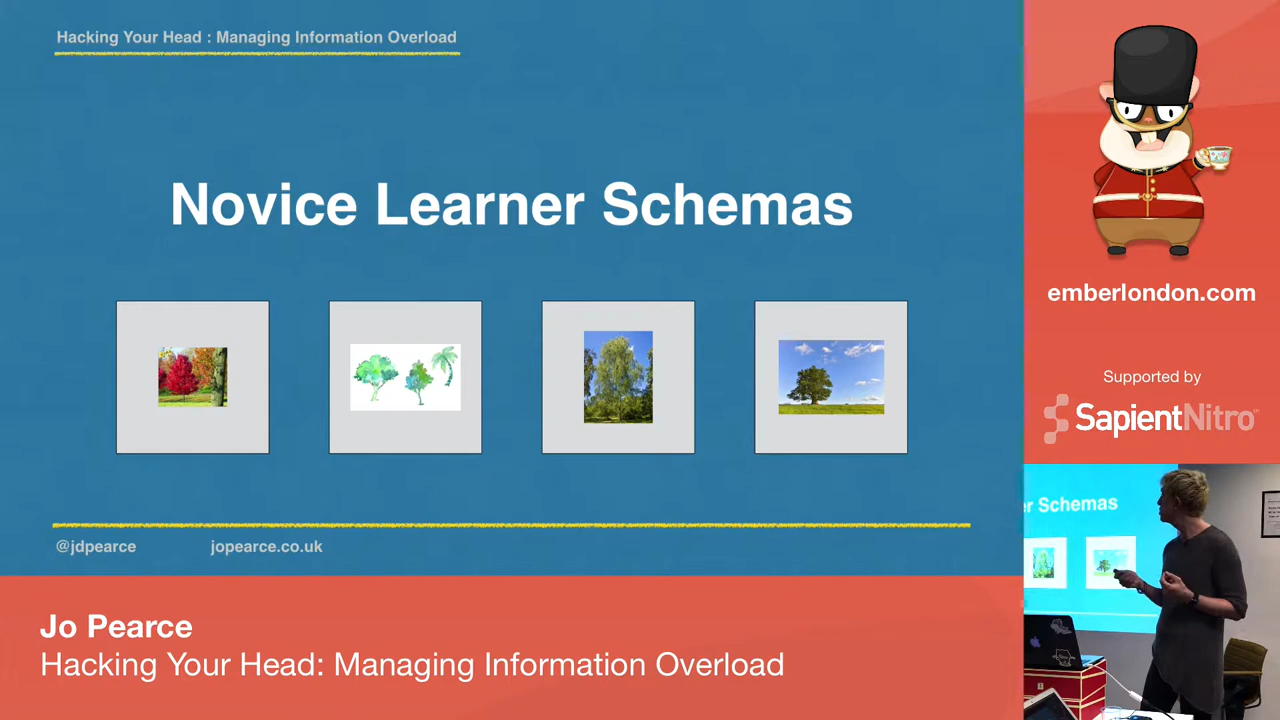 Hacking Your Head : Managing Information Overload
Novice Learner Schemas
@jdpearce
jopearce.co.uk
Jo Pearce
Hacking Your Head: Managing Information Overload
emberlondon.com
Supported by
SapientNitro
er Schemas